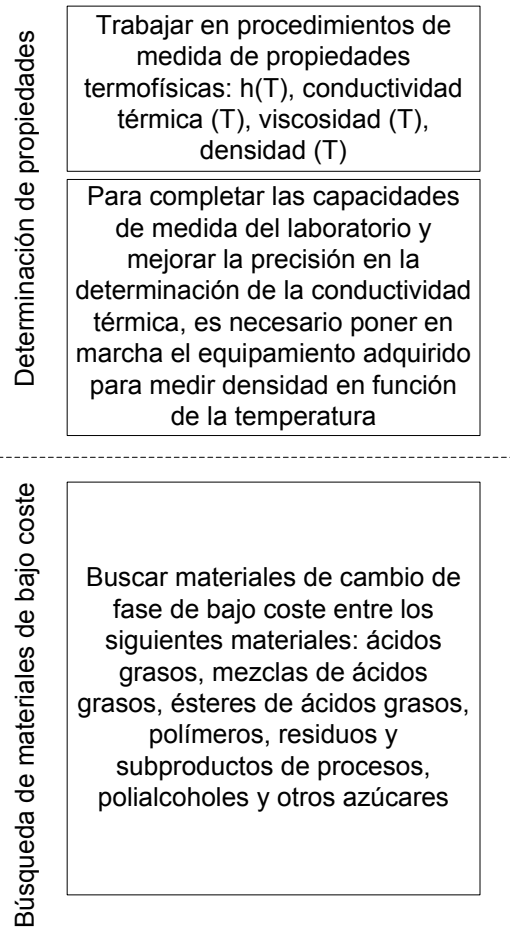 Determinación de propiedades
Trabajar en procedimientos de
medida de propiedades
termofísicas: h(T), conductividad
térmica (T), viscosidad (T),
densidad (T)
Para completar las capacidades
de medida del laboratorio y
mejorar la precisión en la
determinación de la conductividad
térmica, es necesario poner en
marcha el equipamiento adquirido
para medir densidad en función
de la temperatura
Búsqueda de materiales de bajo coste
Buscar materiales de cambio de
fase de bajo coste entre los
siguientes materiales: ácidos
grasos, mezclas de ácidos
grasos, ésteres de ácidos grasos,
polímeros, residuos y
subproductos de procesos,
polialcoholes y otros azúcares